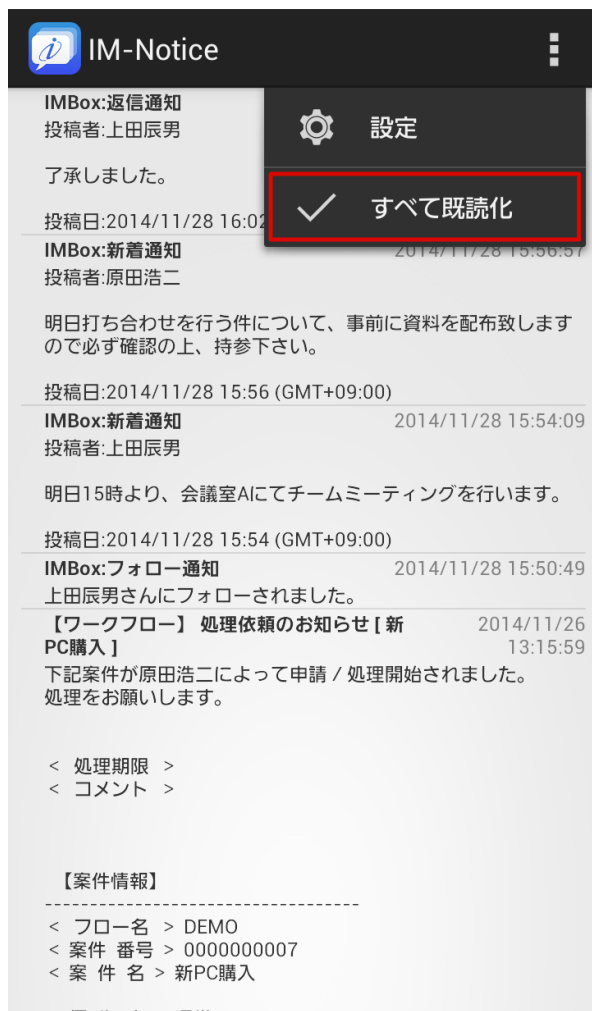 IM-Notice
IMBox:返信通知
投稿者:上田辰男
設定
了承しました。
すべて既読化
投稿日:2014/11/28 16:02
IMBox:新着通知 2014/11/28 15:56:57
投稿者:原田浩二
明日打ち合わせを行う件について、事前に資料を配布致します
ので必ず確認の上、持参下さい。
投稿日:2014/11/28 15:56 (GMT+09:00)
IMBox:新着通知 2014/11/28 15:54:09
投稿者:上田辰男
明日15時より、会議室Aにてチームミーティングを行います。
投稿日:2014/11/28 15:54 (GMT+09:00)
IMBox:フォロー通知 2014/11/28 15:50:49
上田辰男さんにフォローされました。
【ワークフロー】 処理依頼のお知らせ [ 新 2014/11/26
PC購入 ] 13:15:59
下記案件が原田浩二によって申請 / 処理開始されました。
処理をお願いします。
< 処理期限 >
< コメント >
【案件情報】
----------------------------------
< フロー名 > DEMO
< 案件 番号 > 0000000007
< 案 件 名 > 新PC購入